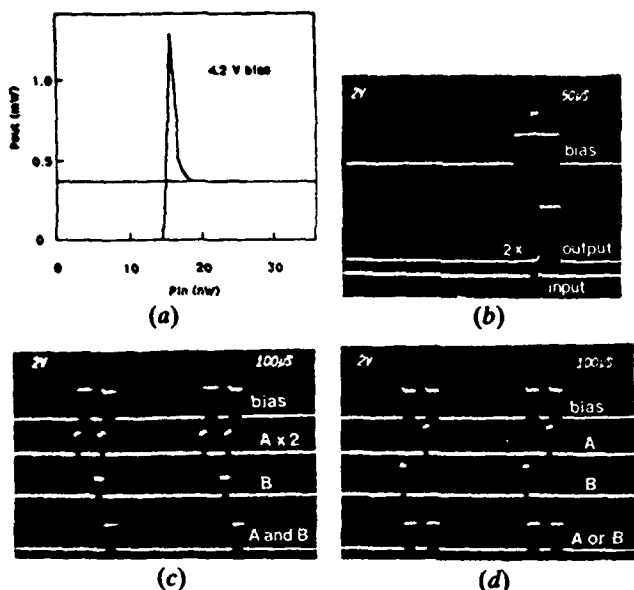 4.2 V bias
Pout (mW)
1.0
0.5
0
0
10
20
30
Pin (nW)
(a)
2V
50µS
bias
2 x output
input
(b)
2V
100µS
bias
A x 2
B
A and B
(c)
2V
100µS
bias
A
B
A or B
(d)